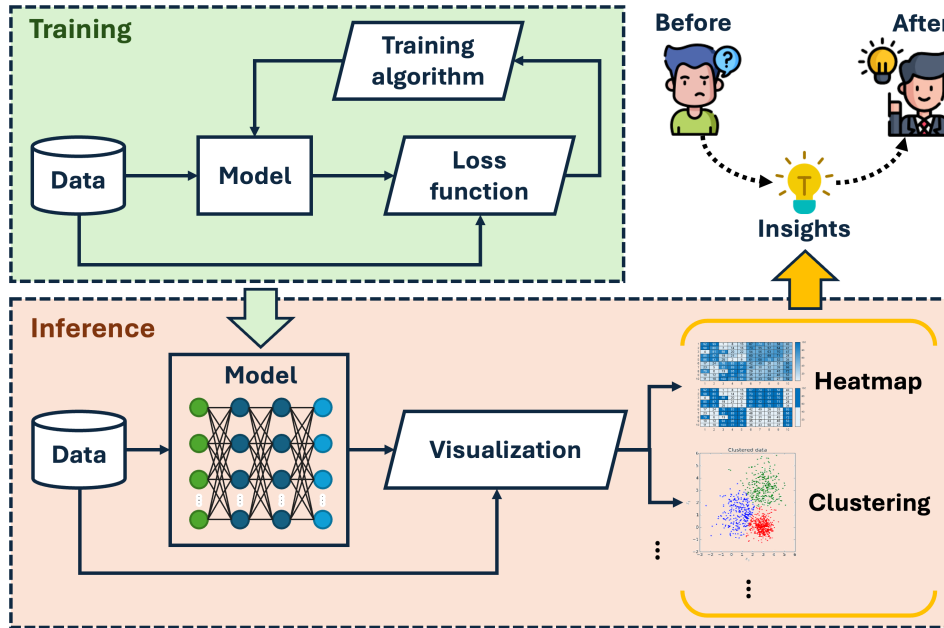 Training
Training
algorithm
Data
Model
Loss
function
Before
After
?
Insights
Inference
Model
Data
Visualization
Heatmap
Clustered data
Clustering